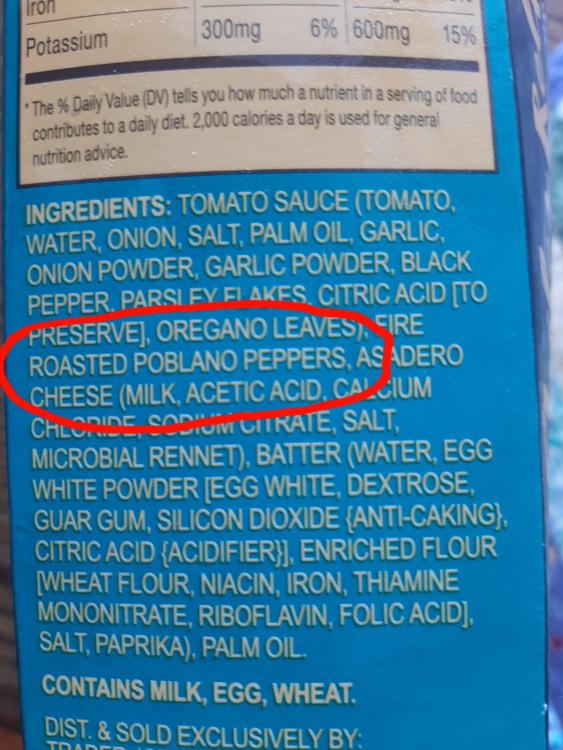 Iron
Potassium 300mg 6% 600mg 15%
* The % Daily Value (DV) tells you how much a nutrient in a serving of food
contributes to a daily diet. 2,000 calories a day is used for general
nutrition advice.
INGREDIENTS: TOMATO SAUCE (TOMATO,
WATER, ONION, SALT, PALM OIL, GARLIC,
ONION POWDER, GARLIC POWDER, BLACK
PEPPER, PARSLEY FLAKES, CITRIC ACID [TO
PRESERVE], OREGANO LEAVES), FIRE
ROASTED POBLANO PEPPERS, ASADERO
CHEESE (MILK, ACETIC ACID, CALCIUM
CHLORIDE, SODIUM CITRATE, SALT,
MICROBIAL RENNET), BATTER (WATER, EGG
WHITE POWDER [EGG WHITE, DEXTROSE,
GUAR GUM, SILICON DIOXIDE {ANTI-CAKING},
CITRIC ACID {ACIDIFIER}], ENRICHED FLOUR
[WHEAT FLOUR, NIACIN, IRON, THIAMINE
MONONITRATE, RIBOFLAVIN, FOLIC ACID],
SALT, PAPRIKA), PALM OIL.
CONTAINS MILK, EGG, WHEAT.
DIST. & SOLD EXCLUSIVELY BY:
TRADER